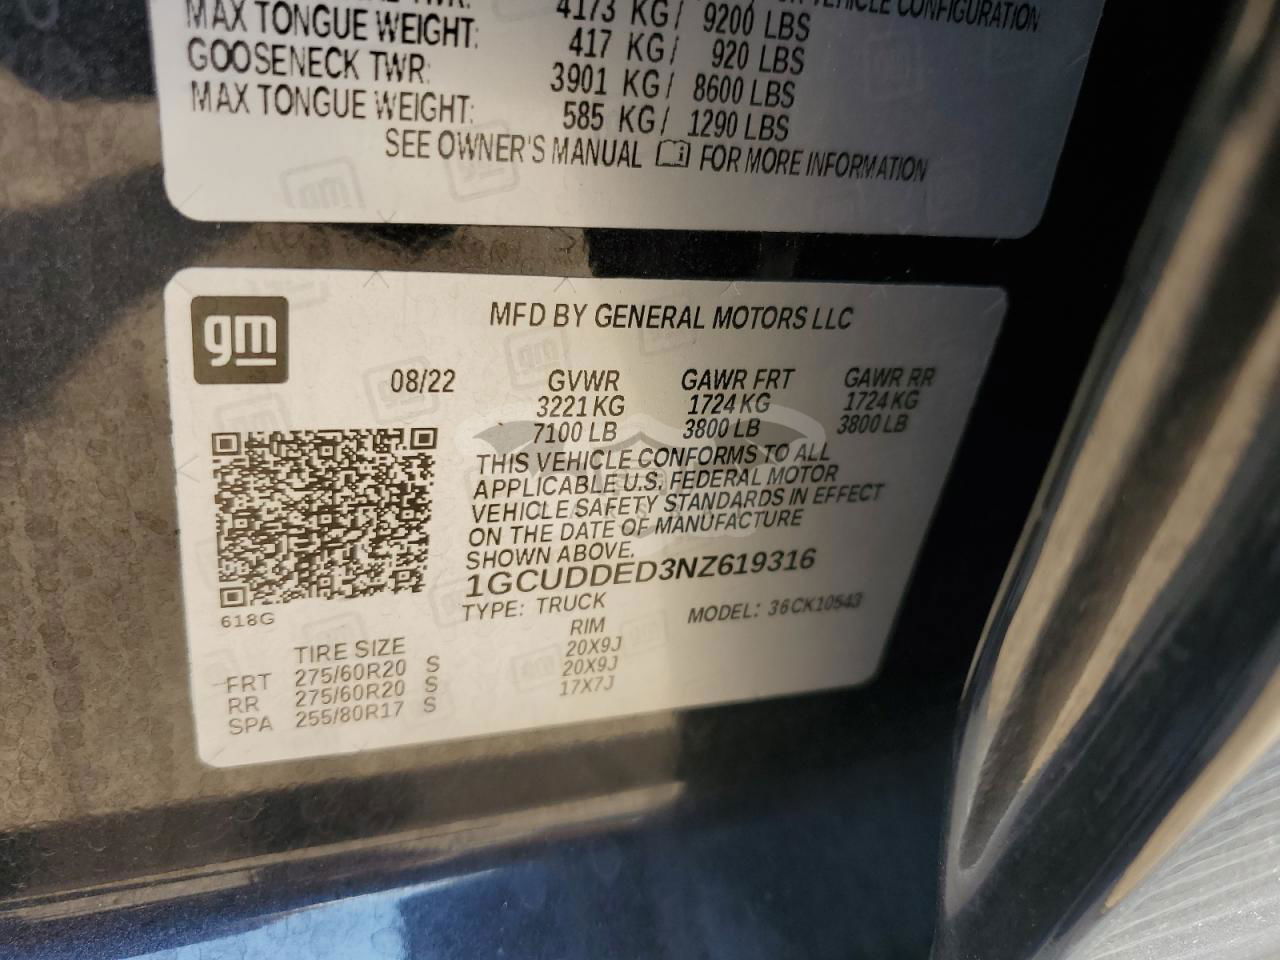 TWR: 4173 KG/ 9200 LBS VEHICLE CONFIGURATION
MAX TONGUE WEIGHT: 417 KG/ 920 LBS
GOOSENECK TWR: 3901 KG/ 8600 LBS
MAX TONGUE WEIGHT: 585 KG/ 1290 LBS
SEE OWNER'S MANUAL FOR MORE INFORMATION
gm
MFD BY GENERAL MOTORS LLC
08/22 GVWR GAWR FRT GAWR RR
3221 KG 1724 KG 1724 KG
7100 LB 3800 LB 3800 LB
THIS VEHICLE CONFORMS TO ALL
APPLICABLE U.S. FEDERAL MOTOR
VEHICLE SAFETY STANDARDS IN EFFECT
ON THE DATE OF MANUFACTURE
SHOWN ABOVE.
1GCUDDED3NZ619316
618G TYPE: TRUCK MODEL: 36CK10543
TIRE SIZE RIM
FRT 275/60R20 S 20X9J
RR 275/60R20 S 20X9J
SPA 255/80R17 S 17X7J